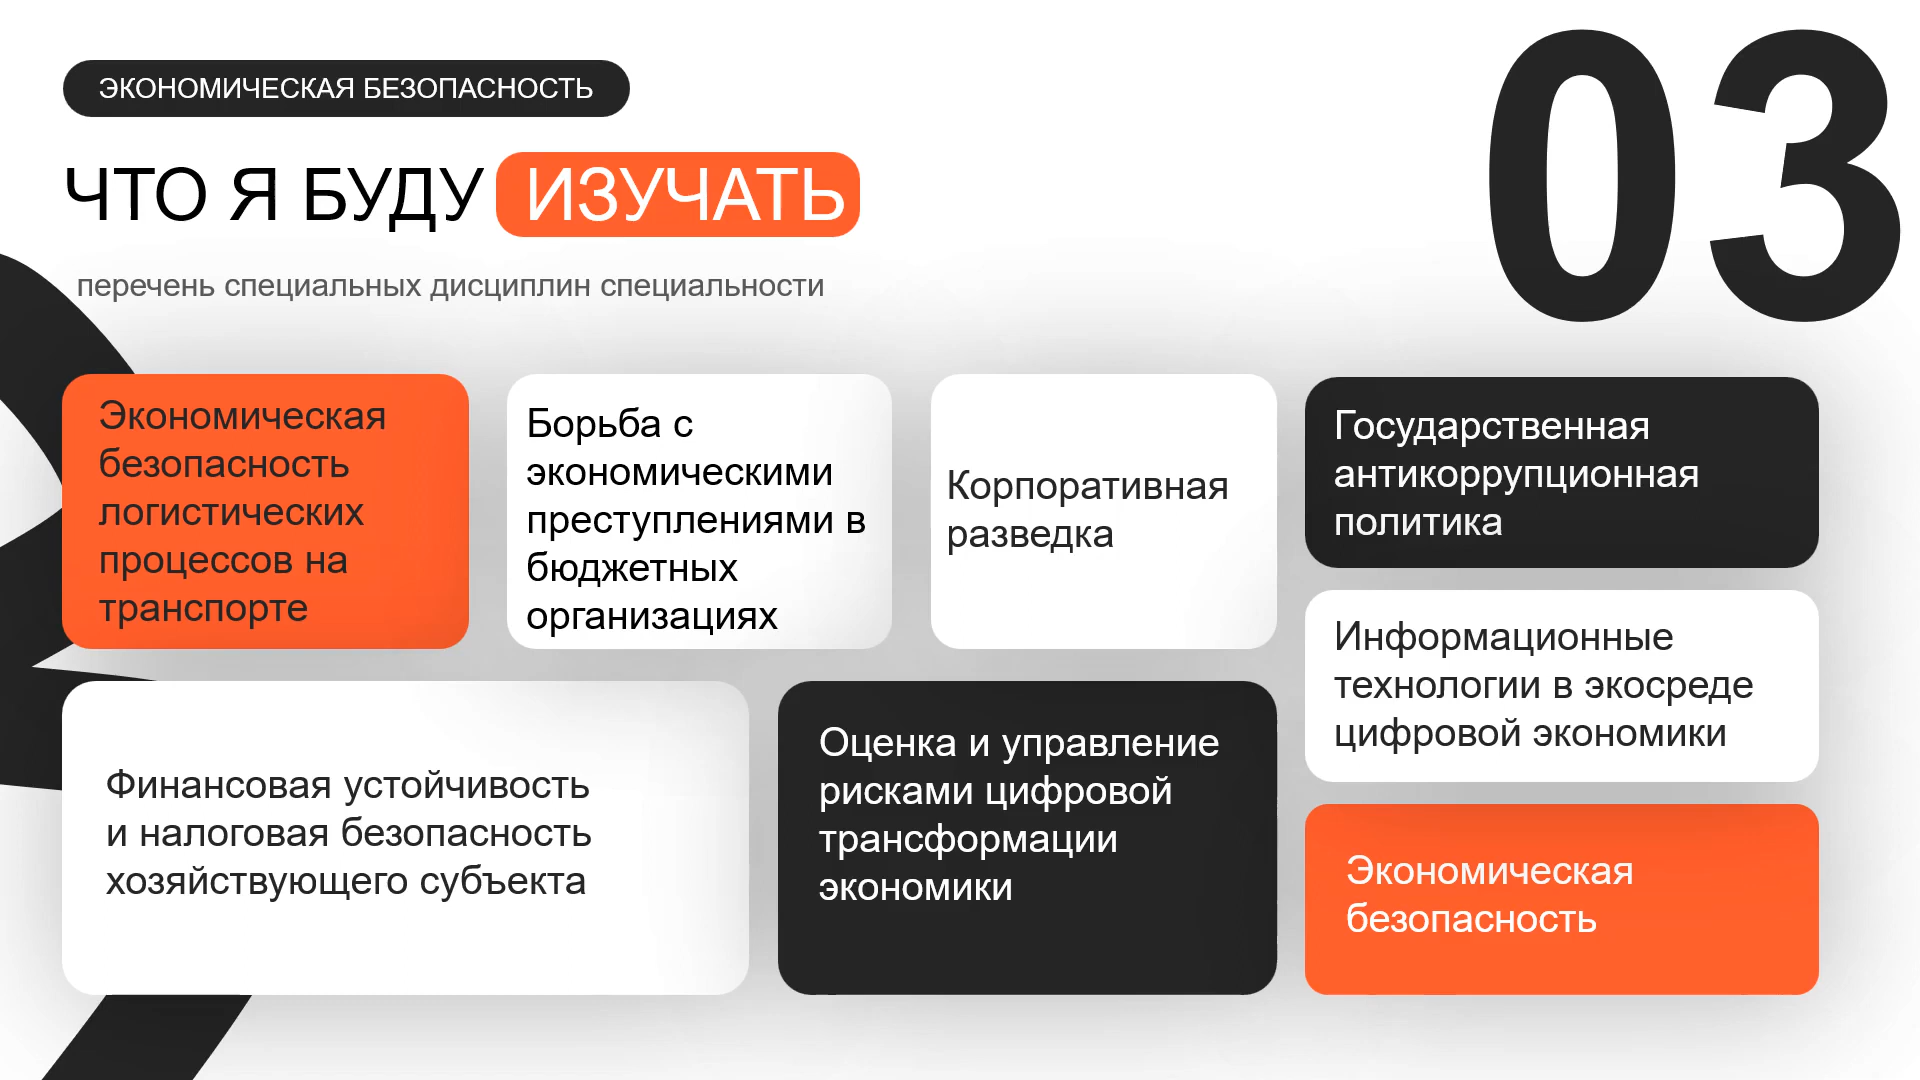 ЭКОНОМИЧЕСКАЯ БЕЗОПАСНОСТЬ
03
ЧТО Я БУДУ ИЗУЧАТЬ
перечень специальных дисциплин специальности
Экономическая
безопасность
логистических
процессов на
транспорте
Борьба с
экономическими
преступлениями в
бюджетных
организациях
Корпоративная
разведка
Государственная
антикоррупционная
политика
Информационные
технологии в экосреде
цифровой экономики
Финансовая устойчивость
и налоговая безопасность
хозяйствующего субъекта
Оценка и управление
рисками цифровой
трансформации
экономики
Экономическая
безопасность